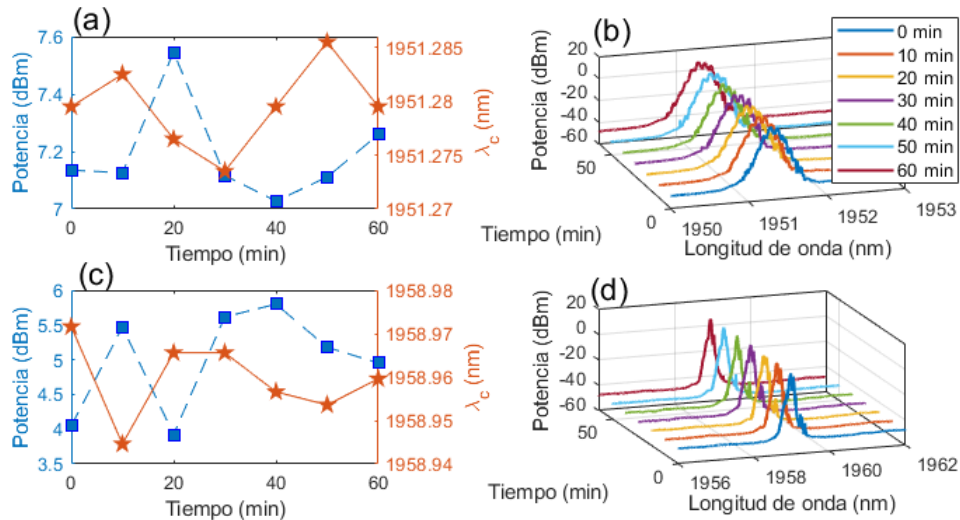 (a)
7.6
7.4
7.2
7
Potencia (dBm)
1951.285
1951.28
1951.275
1951.27
λc (nm)
0 20 40 60
Tiempo (min)
(b)
20
0
-20
-40
-60
Potencia (dBm)
50
0
Tiempo (min)
1950 1951 1952 1953
Longitud de onda (nm)
0 min
10 min
20 min
30 min
40 min
50 min
60 min
(c)
6
5.5
5
4.5
4
3.5
Potencia (dBm)
1958.98
1958.97
1958.96
1958.95
1958.94
λc (nm)
0 20 40 60
Tiempo (min)
(d)
20
0
-20
-40
-60
Potencia (dBm)
50
0
Tiempo (min)
1956 1958 1960 1962
Longitud de onda (nm)